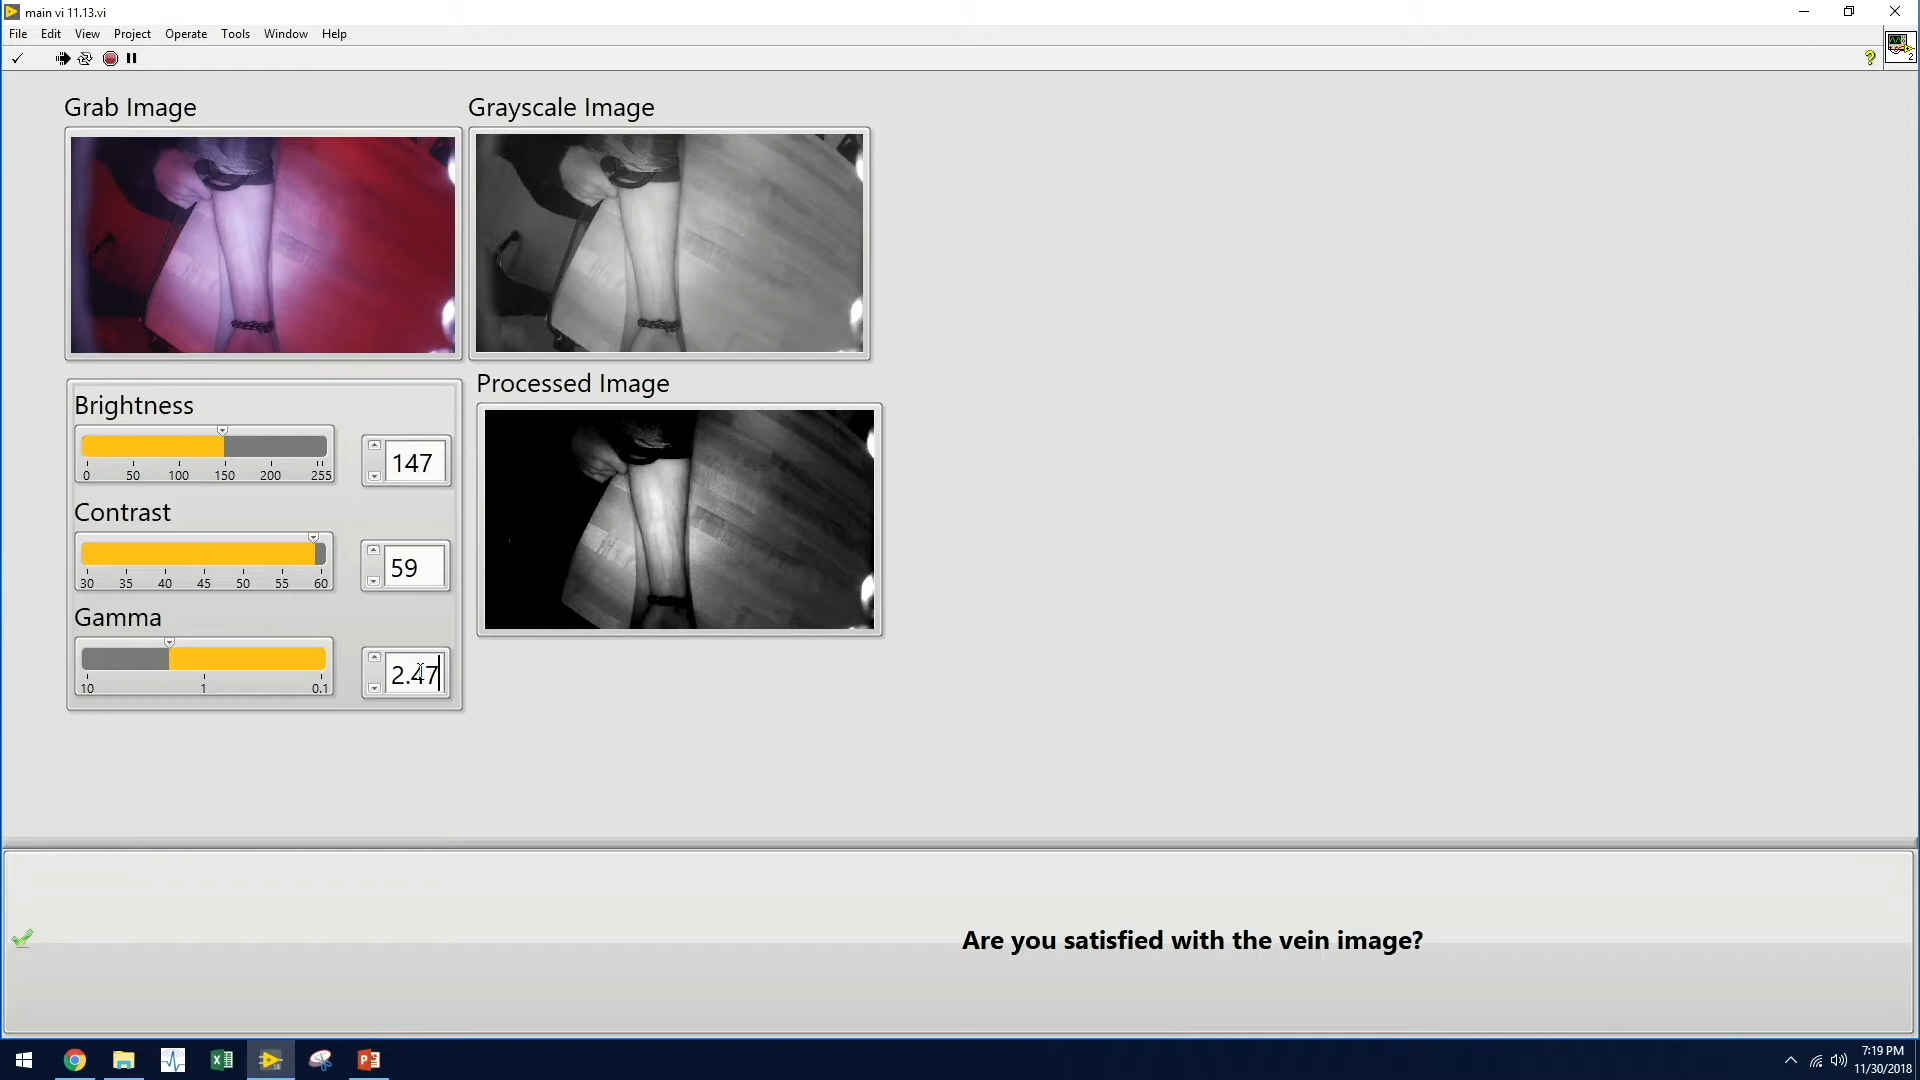 main vi 11.13.vi
File Edit View Project Operate Tools Window Help
2
Grab Image
Grayscale Image
Brightness
0 50 100 150 200 255
147
Contrast
30 35 40 45 50 55 60
59
Gamma
10 1 0.1
2.47
Processed Image
Are you satisfied with the vein image?
7:19 PM
11/30/2018